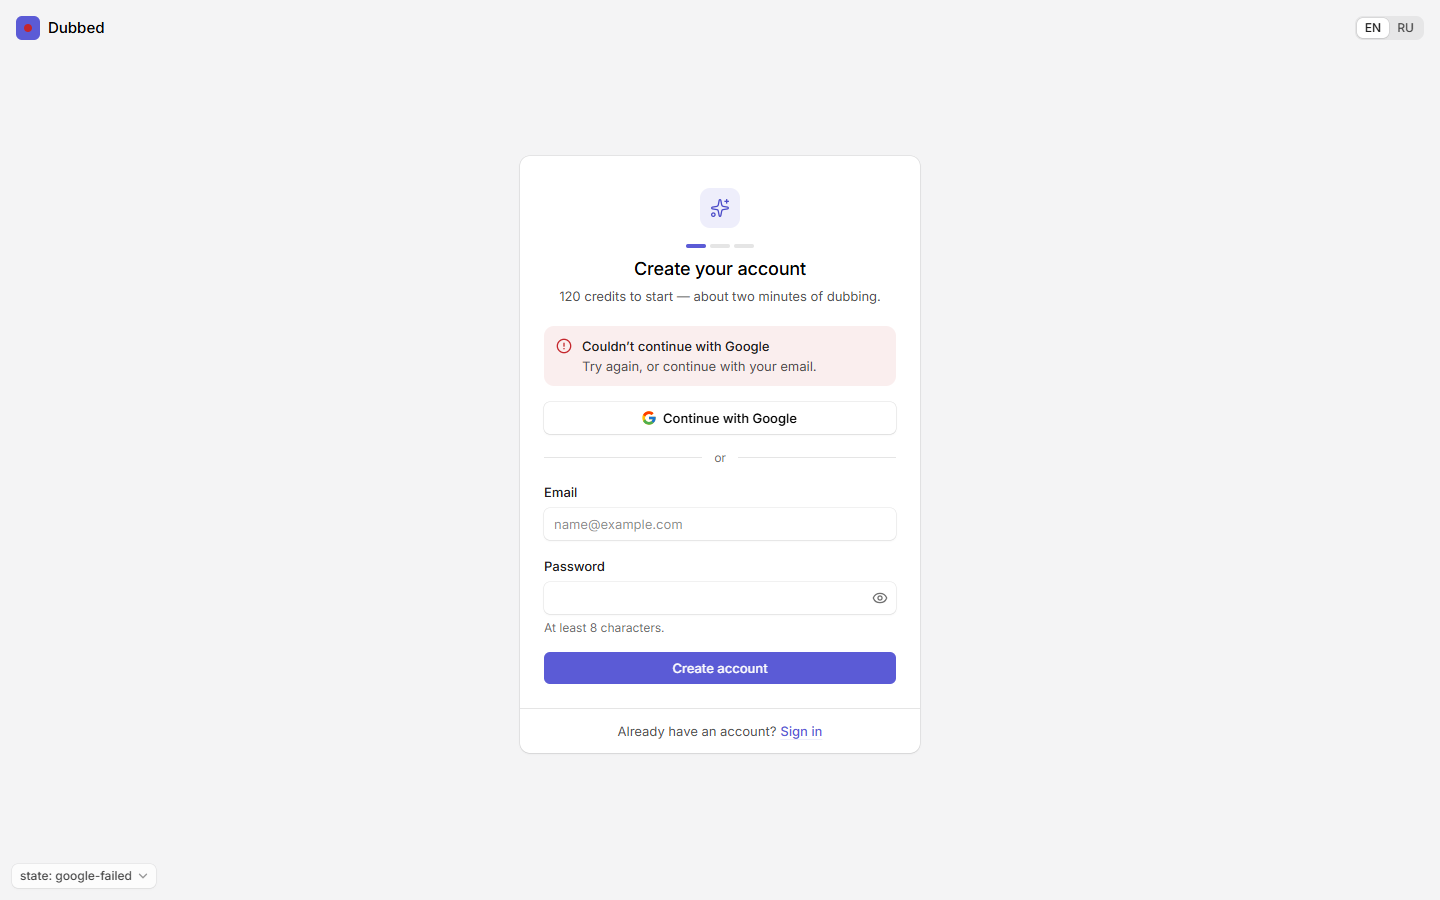 Dubbed
EN RU
Create your account
120 credits to start — about two minutes of dubbing.
Couldn’t continue with Google
Try again, or continue with your email.
Continue with Google
or
Email
name@example.com
Password
At least 8 characters.
Create account
Already have an account? Sign in
state: google-failed